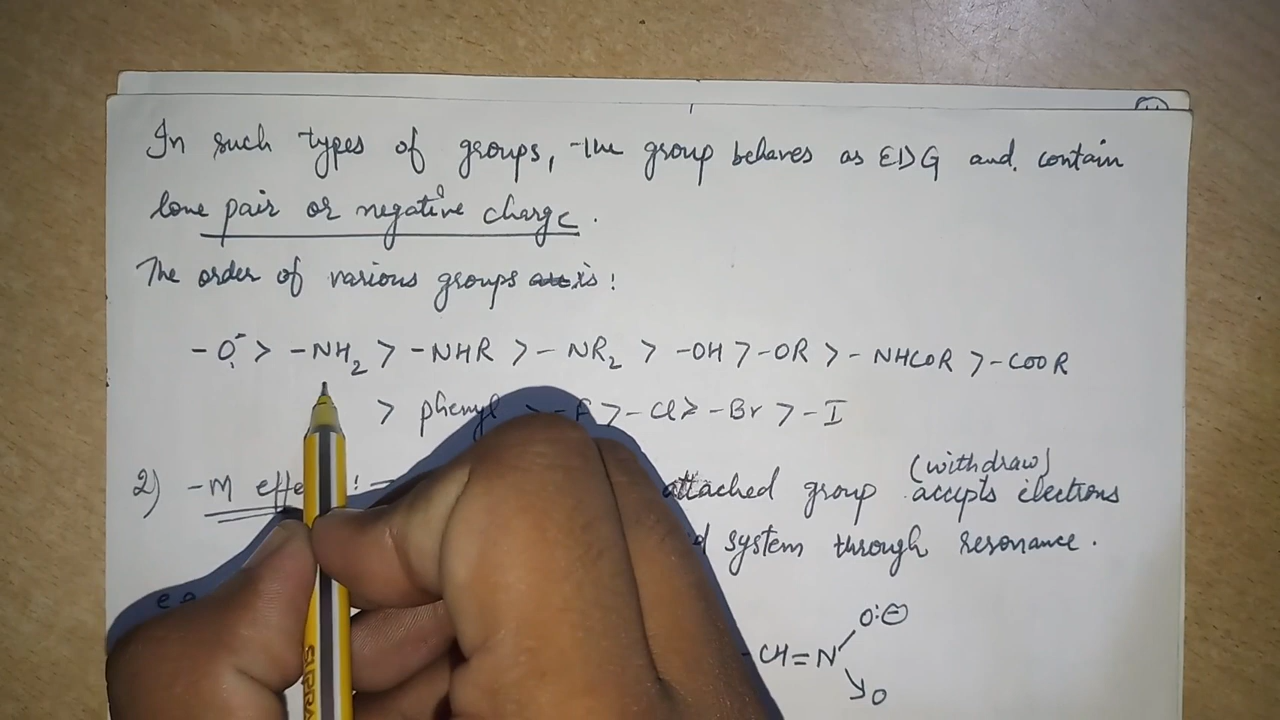 In such types of groups, the group behaves as EDG and contain
lone pair or negative charge.
The order of various groups is:
-O⁻ > -NH₂ > -NHR > -NR₂ > -OH > -OR > -NHCOR > -COOR
> phenyl > -F > -Cl > -Br > -I
(withdraw)
2) -M effe : attached group accepts electrons
system through resonance.
e.g
O:⊖
CH=N
O
SUPRA